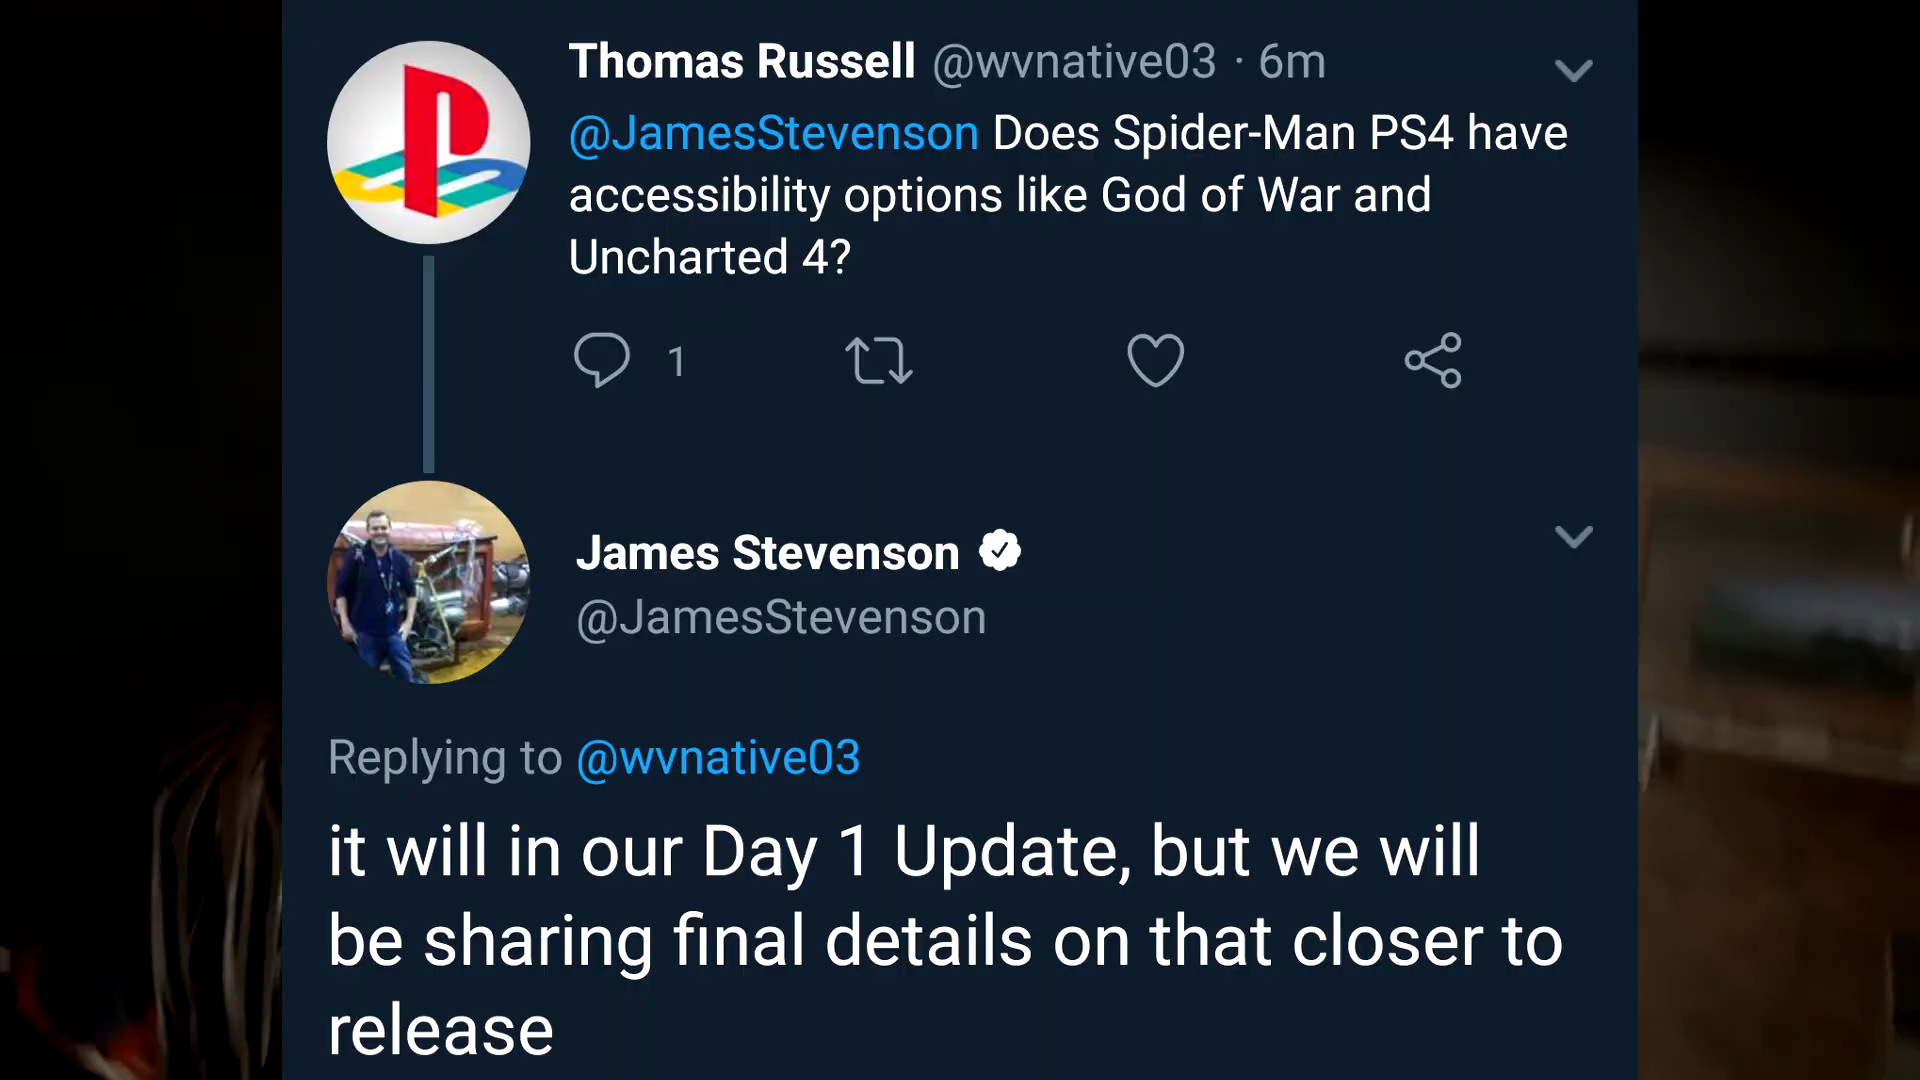 Thomas Russell @wvnative03 · 6m
@JamesStevenson Does Spider-Man PS4 have
accessibility options like God of War and
Uncharted 4?
1
James Stevenson
@JamesStevenson
Replying to @wvnative03
it will in our Day 1 Update, but we will
be sharing final details on that closer to
release